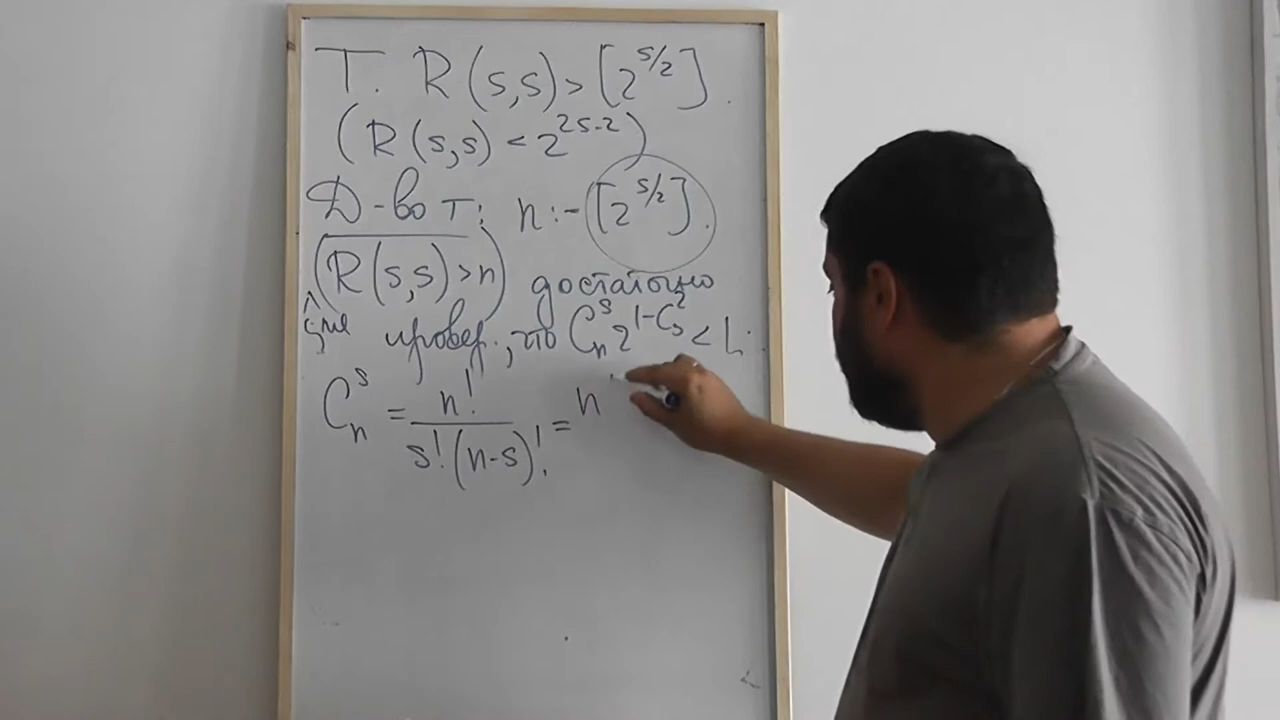 Т. R(s,s) > [2^{s/2}].
(R(s,s) < 2^{2s-2})
Д-во т: n :- [2^{s/2}].
(R(s,s) > n) достаточно
для провер., что C_n^s 2^{1-C_s^2} < 1.
C_n^s = \frac{n!}{s!(n-s)!} = n